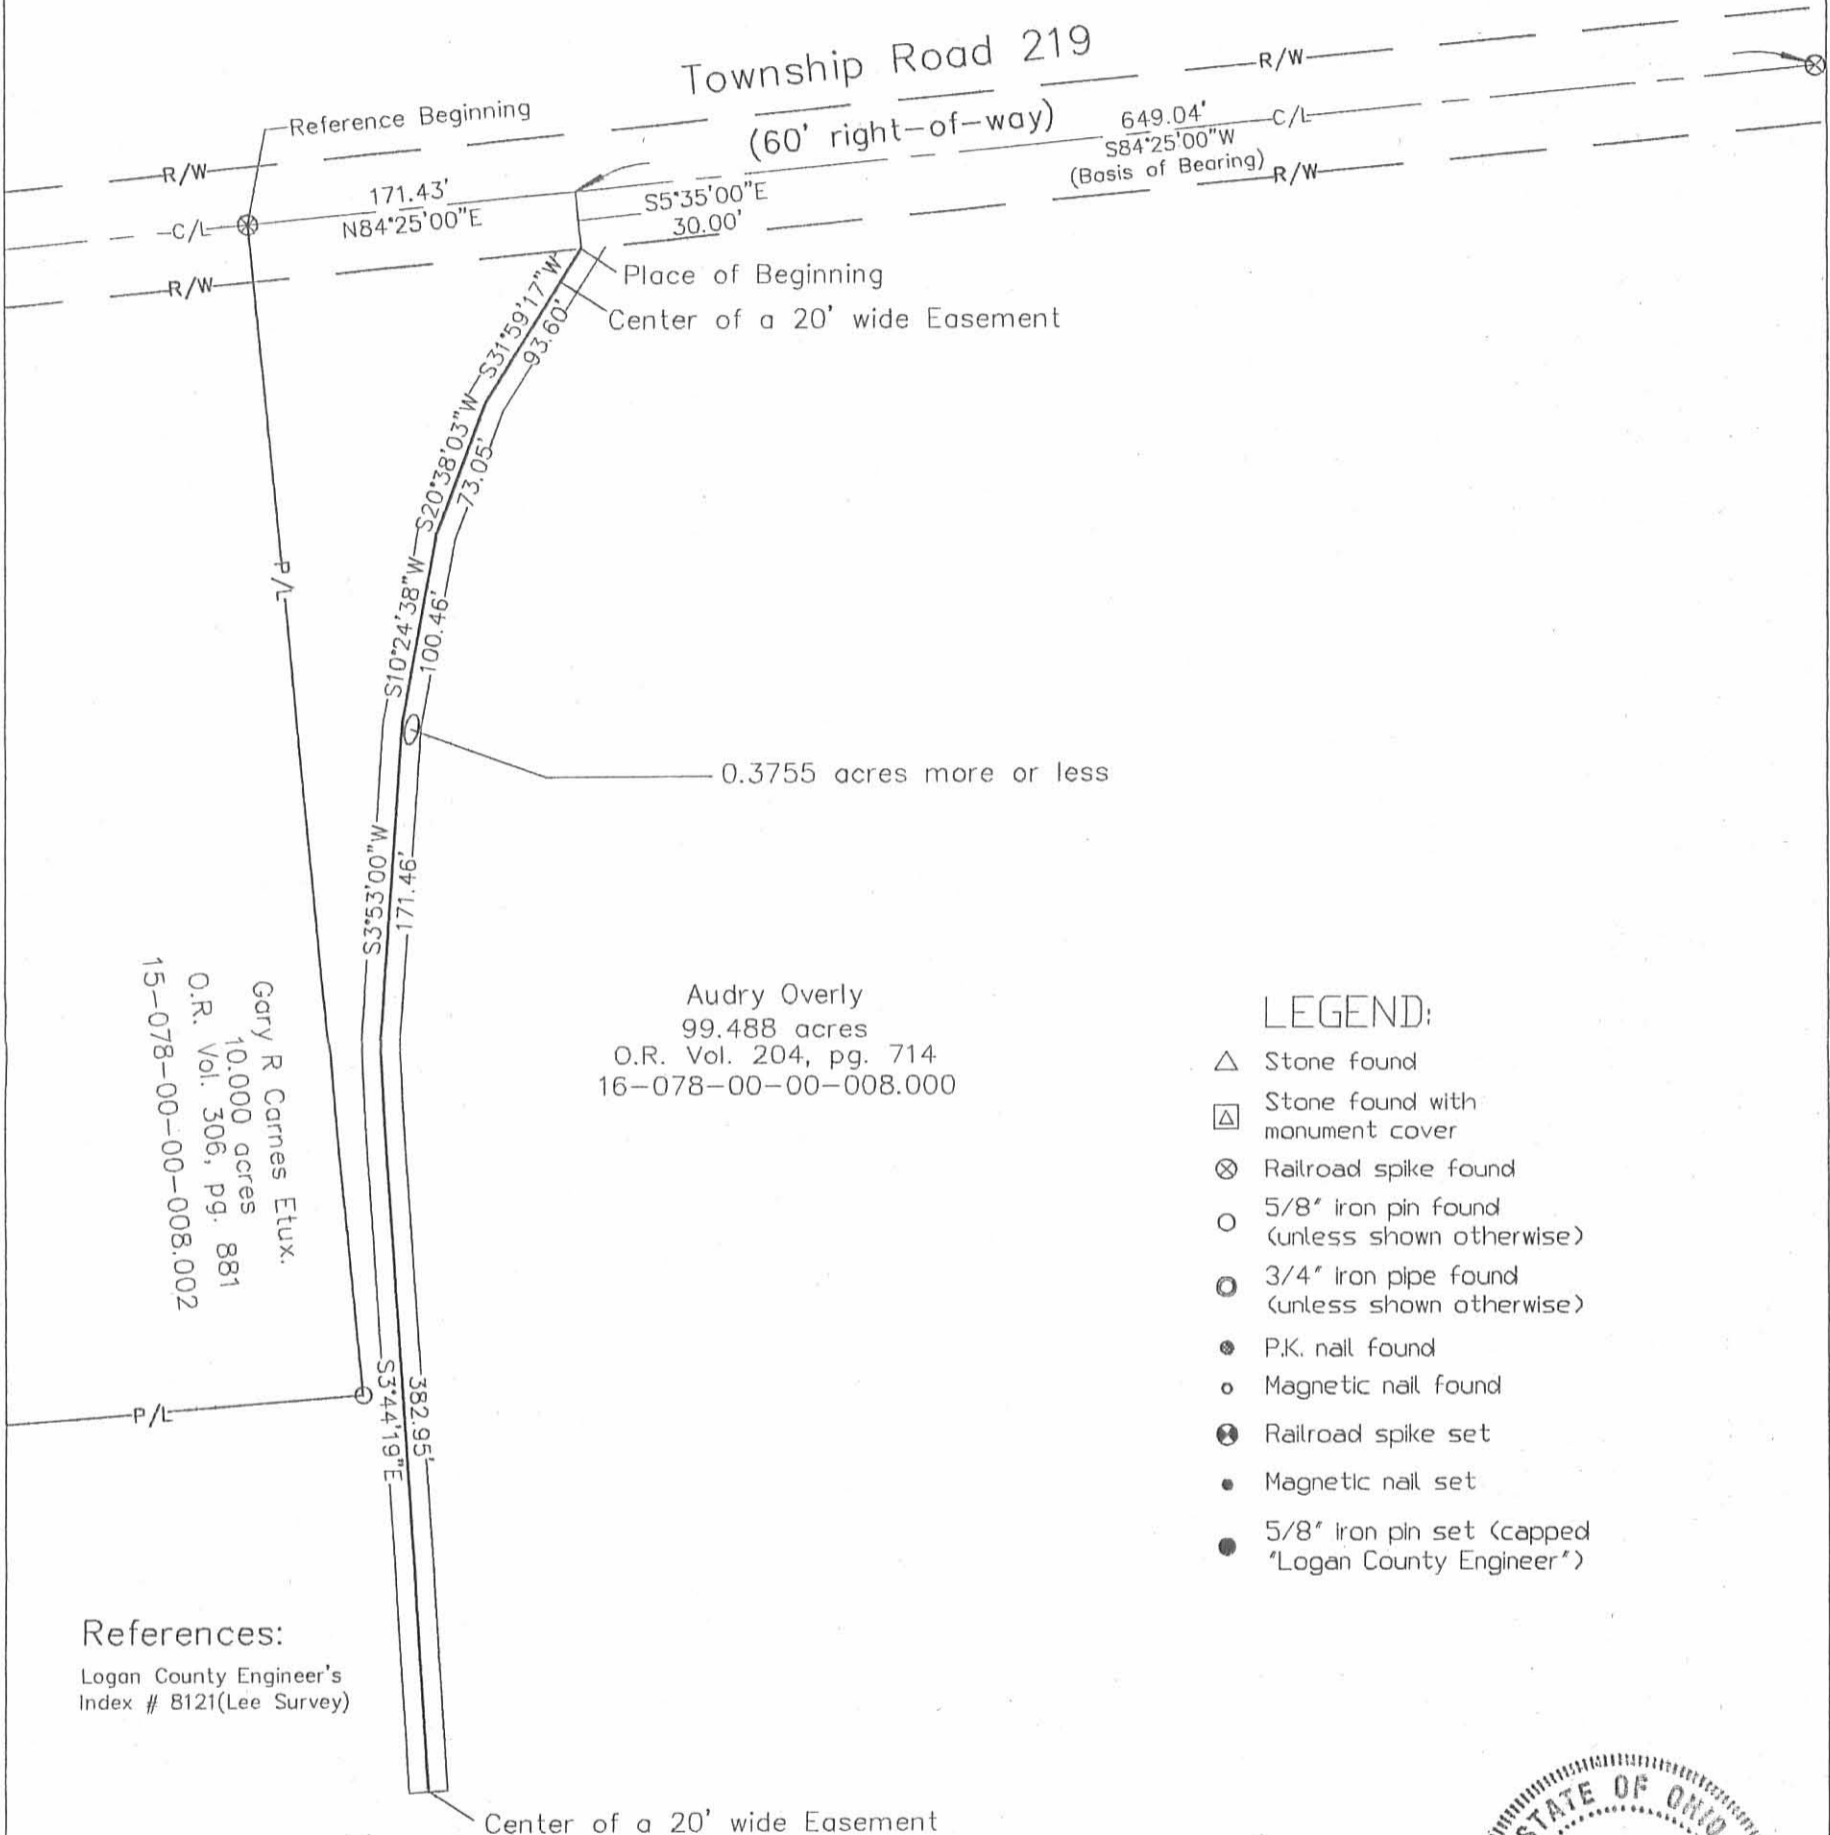 Township Road 219
(60' right-of-way)
Reference Beginning
R/W
R/W
649.04'
C/L
S84°25'00"W
(Basis of Bearing)
R/W
171.43'
N84°25'00"E
C/L
S5°35'00"E
30.00'
R/W
Place of Beginning
Center of a 20' wide Easement
S31°59'17"W
93.60'
S20°38'03"W
73.05'
P/L
S10°24'38"W
100.46'
0.3755 acres more or less
S3°53'00"W
171.46'
Gary R Carnes Etux.
10.000 acres
O.R. Vol. 306, pg. 881
15-078-00-00-008.002
Audry Overly
99.488 acres
O.R. Vol. 204, pg. 714
16-078-00-00-008.000
LEGEND:
Stone found
Stone found with
monument cover
Railroad spike found
5/8" iron pin found
(unless shown otherwise)
3/4" iron pipe found
(unless shown otherwise)
P.K. nail found
Magnetic nail found
Railroad spike set
Magnetic nail set
5/8" iron pin set (capped
"Logan County Engineer")
P/L
S3°44'19"E
382.95'
References:
Logan County Engineer's
Index # 8121(Lee Survey)
Center of a 20' wide Easement
STATE OF OHIO